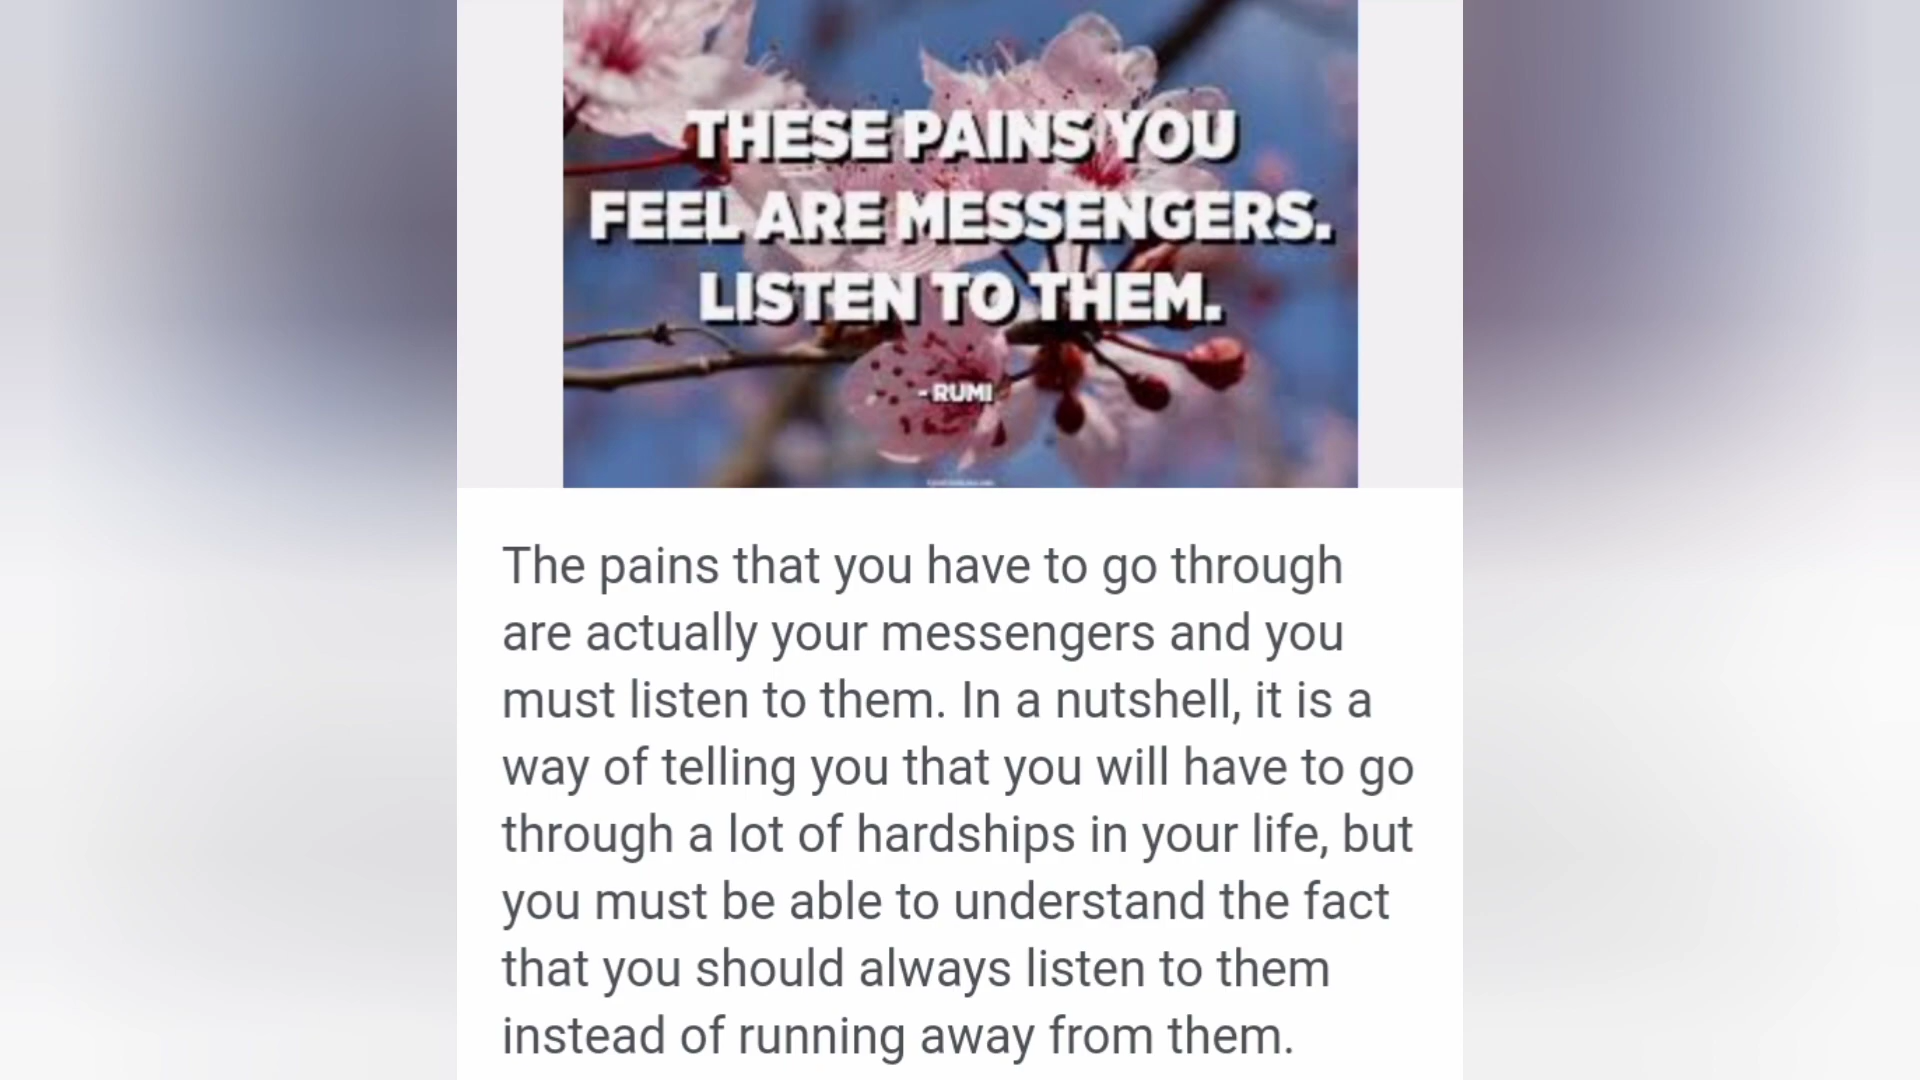 THESE PAINS YOU
FEEL ARE MESSENGERS.
LISTEN TO THEM.
- RUMI
The pains that you have to go through
are actually your messengers and you
must listen to them. In a nutshell, it is a
way of telling you that you will have to go
through a lot of hardships in your life, but
you must be able to understand the fact
that you should always listen to them
instead of running away from them.